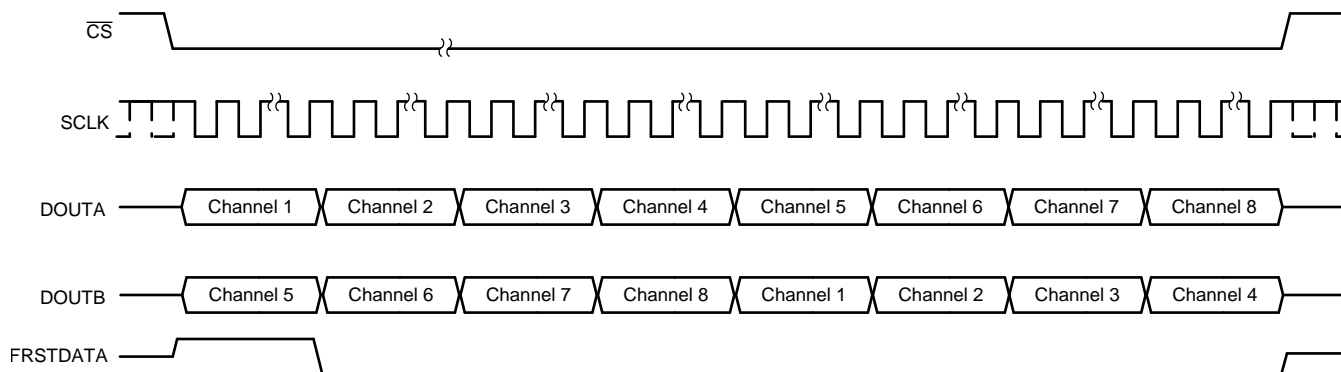 CS
SCLK
DOUTA Channel 1 Channel 2 Channel 3 Channel 4 Channel 5 Channel 6 Channel 7 Channel 8
DOUTB Channel 5 Channel 6 Channel 7 Channel 8 Channel 1 Channel 2 Channel 3 Channel 4
FRSTDATA